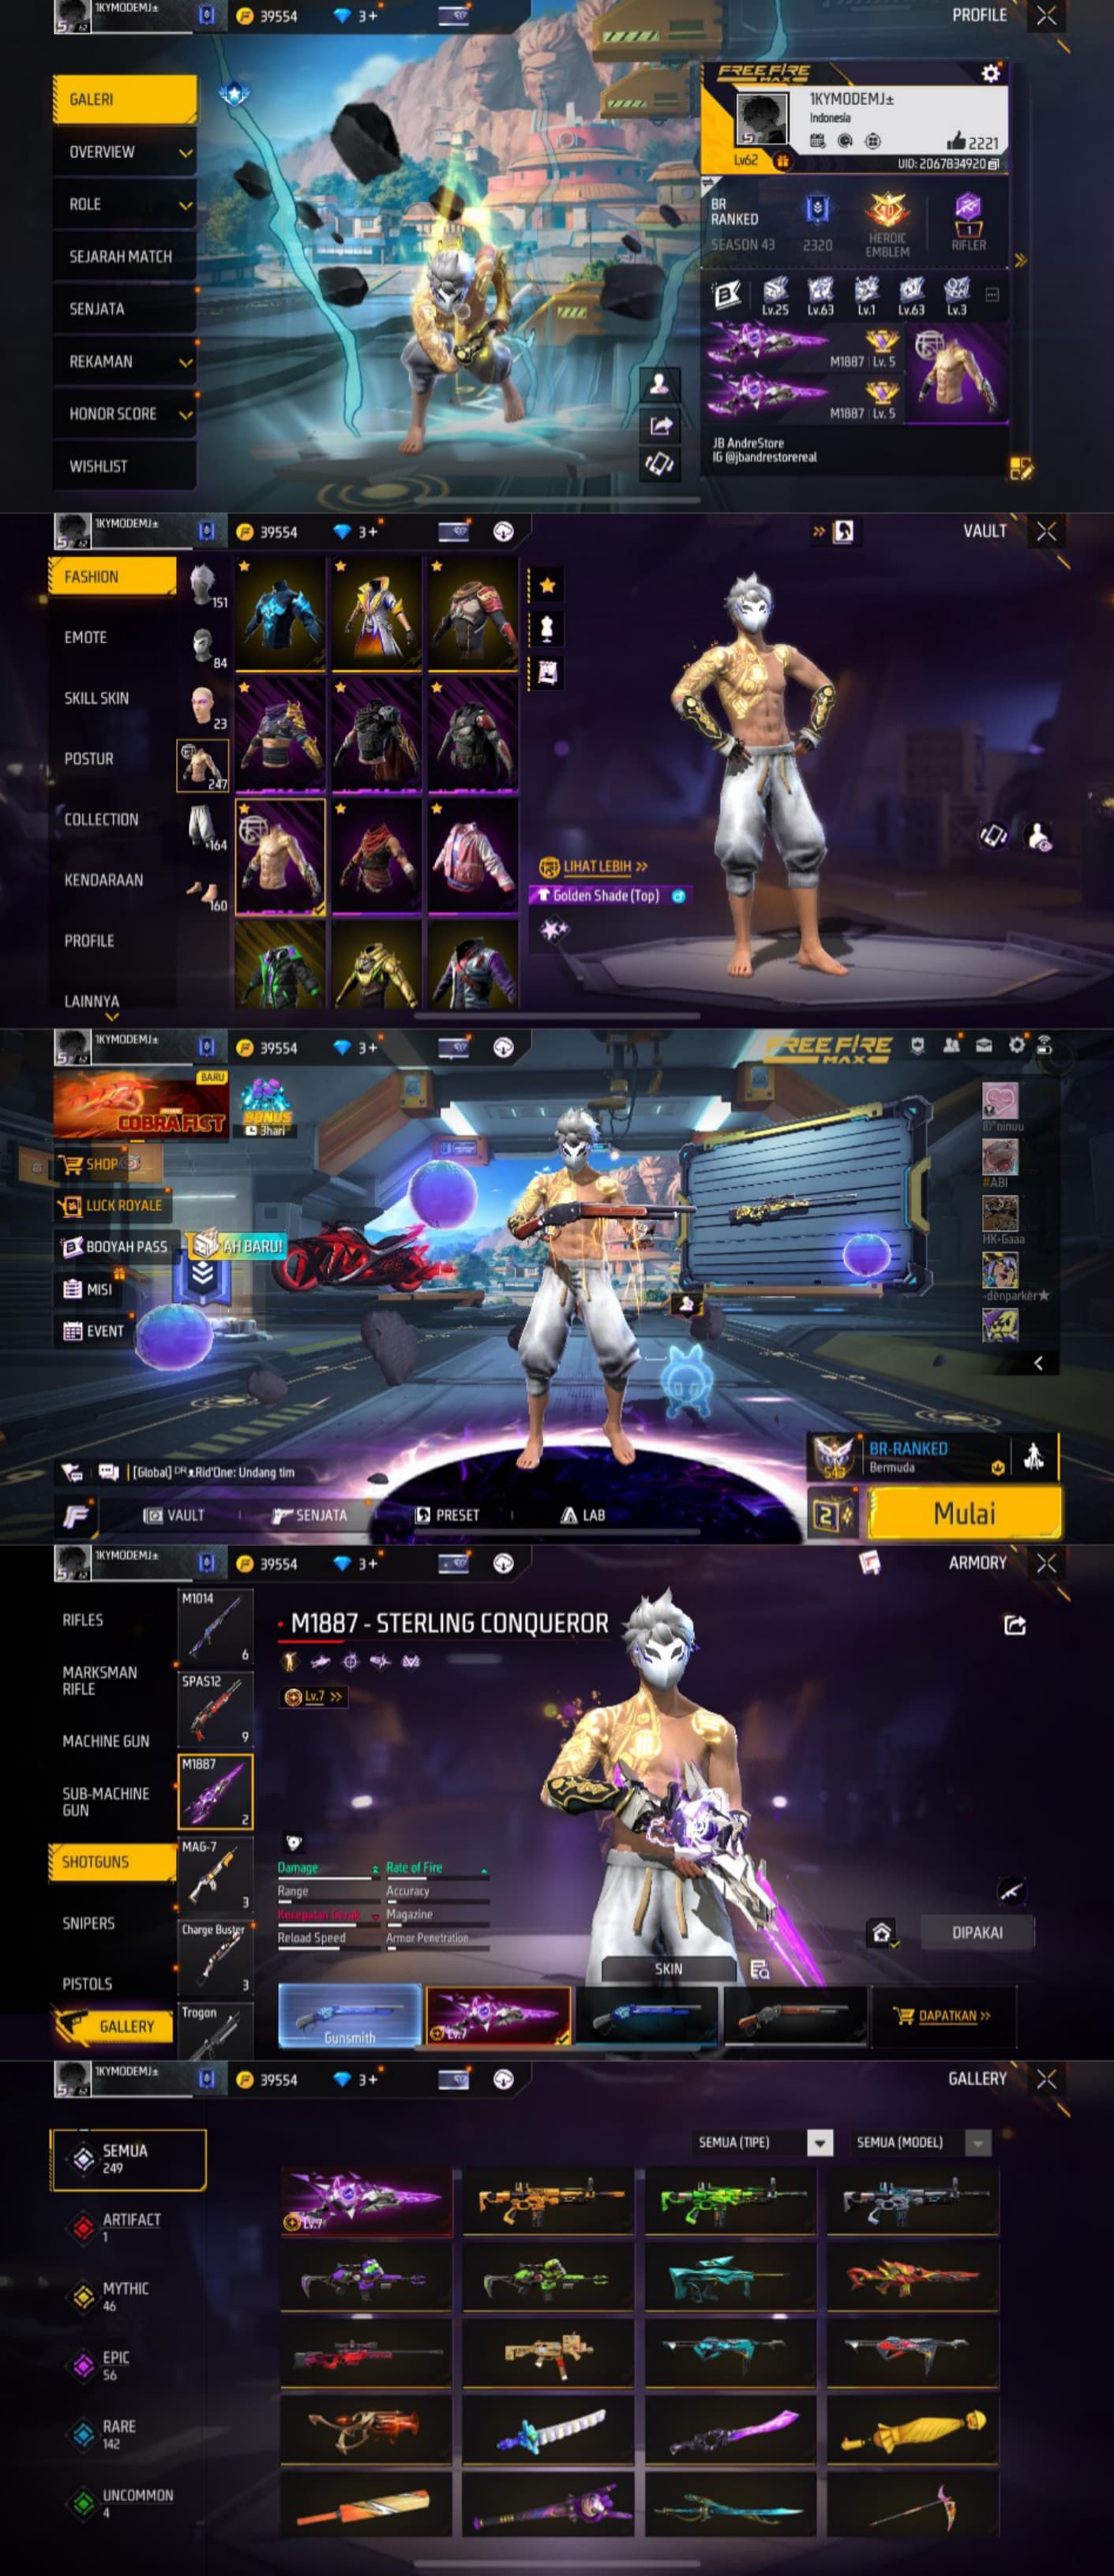 1KYMODEMJ±
39554
3+
PROFILE
GALERI
OVERVIEW
ROLE
SEJARAH MATCH
SENJATA
REKAMAN
HONOR SCORE
WISHLIST
FREE FIRE
MAX
1KYMODEMJ±
Indonesia
2221
Lv62
UID: 2067834920
BR
RANKED
SEASON 43
2320
HEROIC
EMBLEM
1
RIFLER
Lv.25
Lv.63
Lv.1
Lv.63
Lv.3
M1887 Lv. 5
M1887 Lv. 5
JB AndreStore
IG @jbandrestorereal
1KYMODEMJ±
39554
3+
VAULT
FASHION
EMOTE
SKILL SKIN
POSTUR
COLLECTION
KENDARAAN
PROFILE
LAINNYA
151
84
23
247
164
160
LIHAT LEBIH >>
Golden Shade (Top)
1KYMODEMJ±
39554
3+
FREE FIRE
MAX
BARU
COBRA FIST
BONUS
3hari
SHOP
LUCK ROYALE
BOOYAH PASS
AH BARU!
MISI
EVENT
#ABI
HK-Gaaa
-dènparkêr★
[Global] DR Rid'One: Undang tim
BR-RANKED
Bermuda
VAULT
SENJATA
PRESET
LAB
2
Mulai
1KYMODEMJ±
39554
3+
ARMORY
RIFLES
MARKSMAN
RIFLE
MACHINE GUN
SUB-MACHINE
GUN
SHOTGUNS
SNIPERS
PISTOLS
GALLERY
M1014
6
SPAS12
9
M1887
2
MAG-7
3
Charge Buster
3
Trogon
M1887 - STERLING CONQUEROR
Lv.7 >>
Damage
Rate of Fire
Range
Accuracy
Kecepatan Gerak
Magazine
Reload Speed
Armor Penetration
DIPAKAI
SKIN
Gunsmith
Lv.7
DAPATKAN >>
1KYMODEMJ±
39554
3+
GALLERY
SEMUA
249
ARTIFACT
1
MYTHIC
46
EPIC
56
RARE
142
UNCOMMON
4
SEMUA (TIPE)
SEMUA (MODEL)
Lv.7